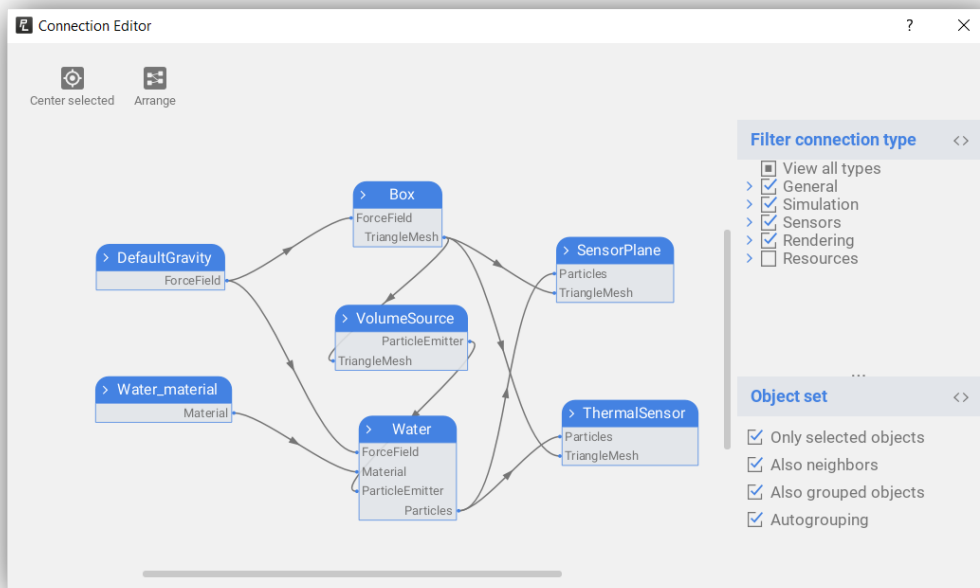 PL Connection Editor ?
Center selected
Arrange
Box
ForceField
TriangleMesh
DefaultGravity
ForceField
SensorPlane
Particles
TriangleMesh
VolumeSource
ParticleEmitter
TriangleMesh
Water_material
Material
Water
ForceField
Material
ParticleEmitter
Particles
ThermalSensor
Particles
TriangleMesh
Filter connection type
View all types
General
Simulation
Sensors
Rendering
Resources
...
Object set
Only selected objects
Also neighbors
Also grouped objects
Autogrouping